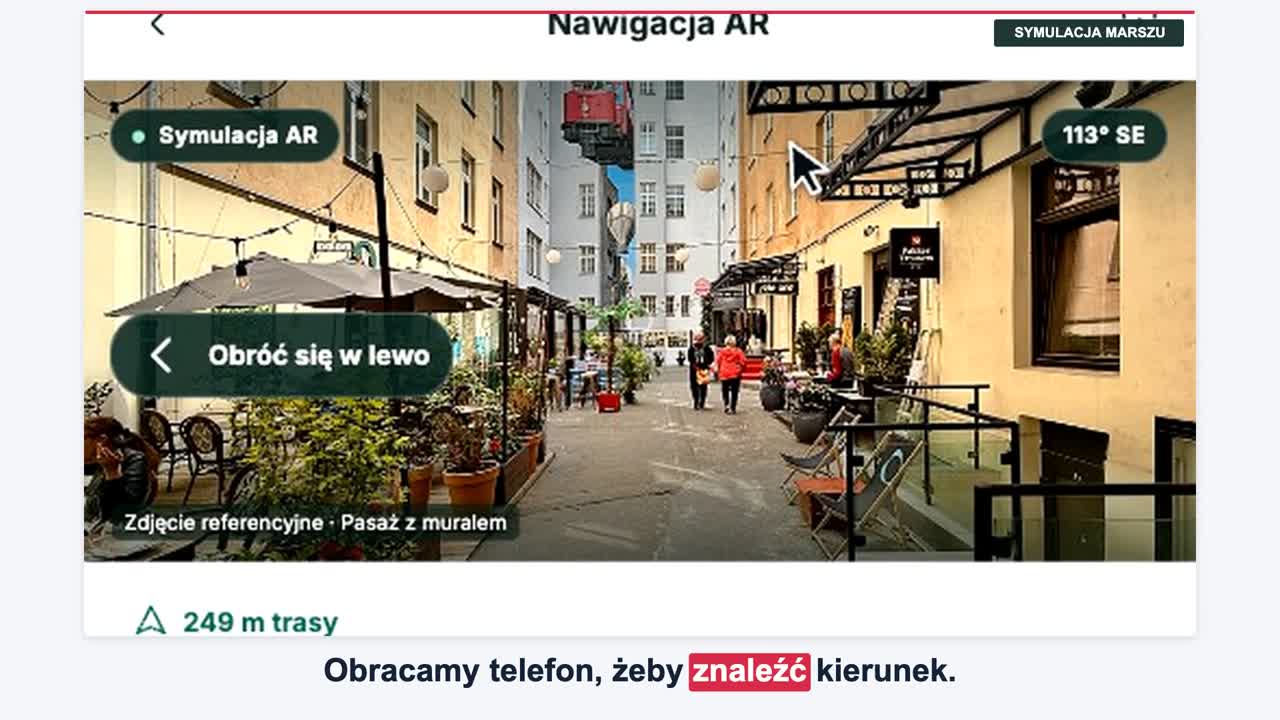 Nawigacja AR
SYMULACJA MARSZU
Symulacja AR
113° SE
Obróć się w lewo
Zdjęcie referencyjne · Pasaż z muralem
249 m trasy
Obracamy telefon, żeby znaleźć kierunek.